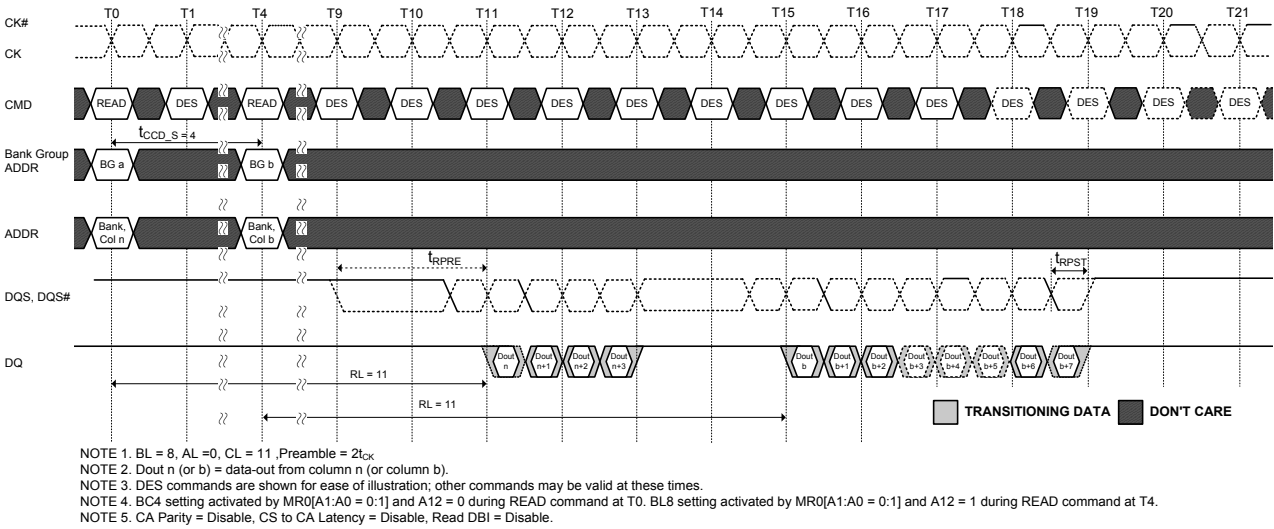 T0 T1 T4 T9 T10 T11 T12 T13 T14 T15 T16 T17 T18 T19 T20 T21
CK#
CK
CMD READ DES READ DES DES DES DES DES DES DES DES DES DES DES DES DES
tCCD_S = 4
Bank Group
ADDR
BG a BG b
ADDR
Bank,
Col n
Bank,
Col b
tRPRE tRPST
DQS, DQS#
DQ
Dout
n
Dout
n+1
Dout
n+2
Dout
n+3
Dout
b
Dout
b+1
Dout
b+2
Dout
b+3
Dout
b+4
Dout
b+5
Dout
b+6
Dout
b+7
RL = 11
RL = 11
TRANSITIONING DATA DON'T CARE
NOTE 1. BL = 8, AL =0, CL = 11 ,Preamble = 2tCK
NOTE 2. Dout n (or b) = data-out from column n (or column b).
NOTE 3. DES commands are shown for ease of illustration; other commands may be valid at these times.
NOTE 4. BC4 setting activated by MR0[A1:A0 = 0:1] and A12 = 0 during READ command at T0. BL8 setting activated by MR0[A1:A0 = 0:1] and A12 = 1 during READ command at T4.
NOTE 5. CA Parity = Disable, CS to CA Latency = Disable, Read DBI = Disable.